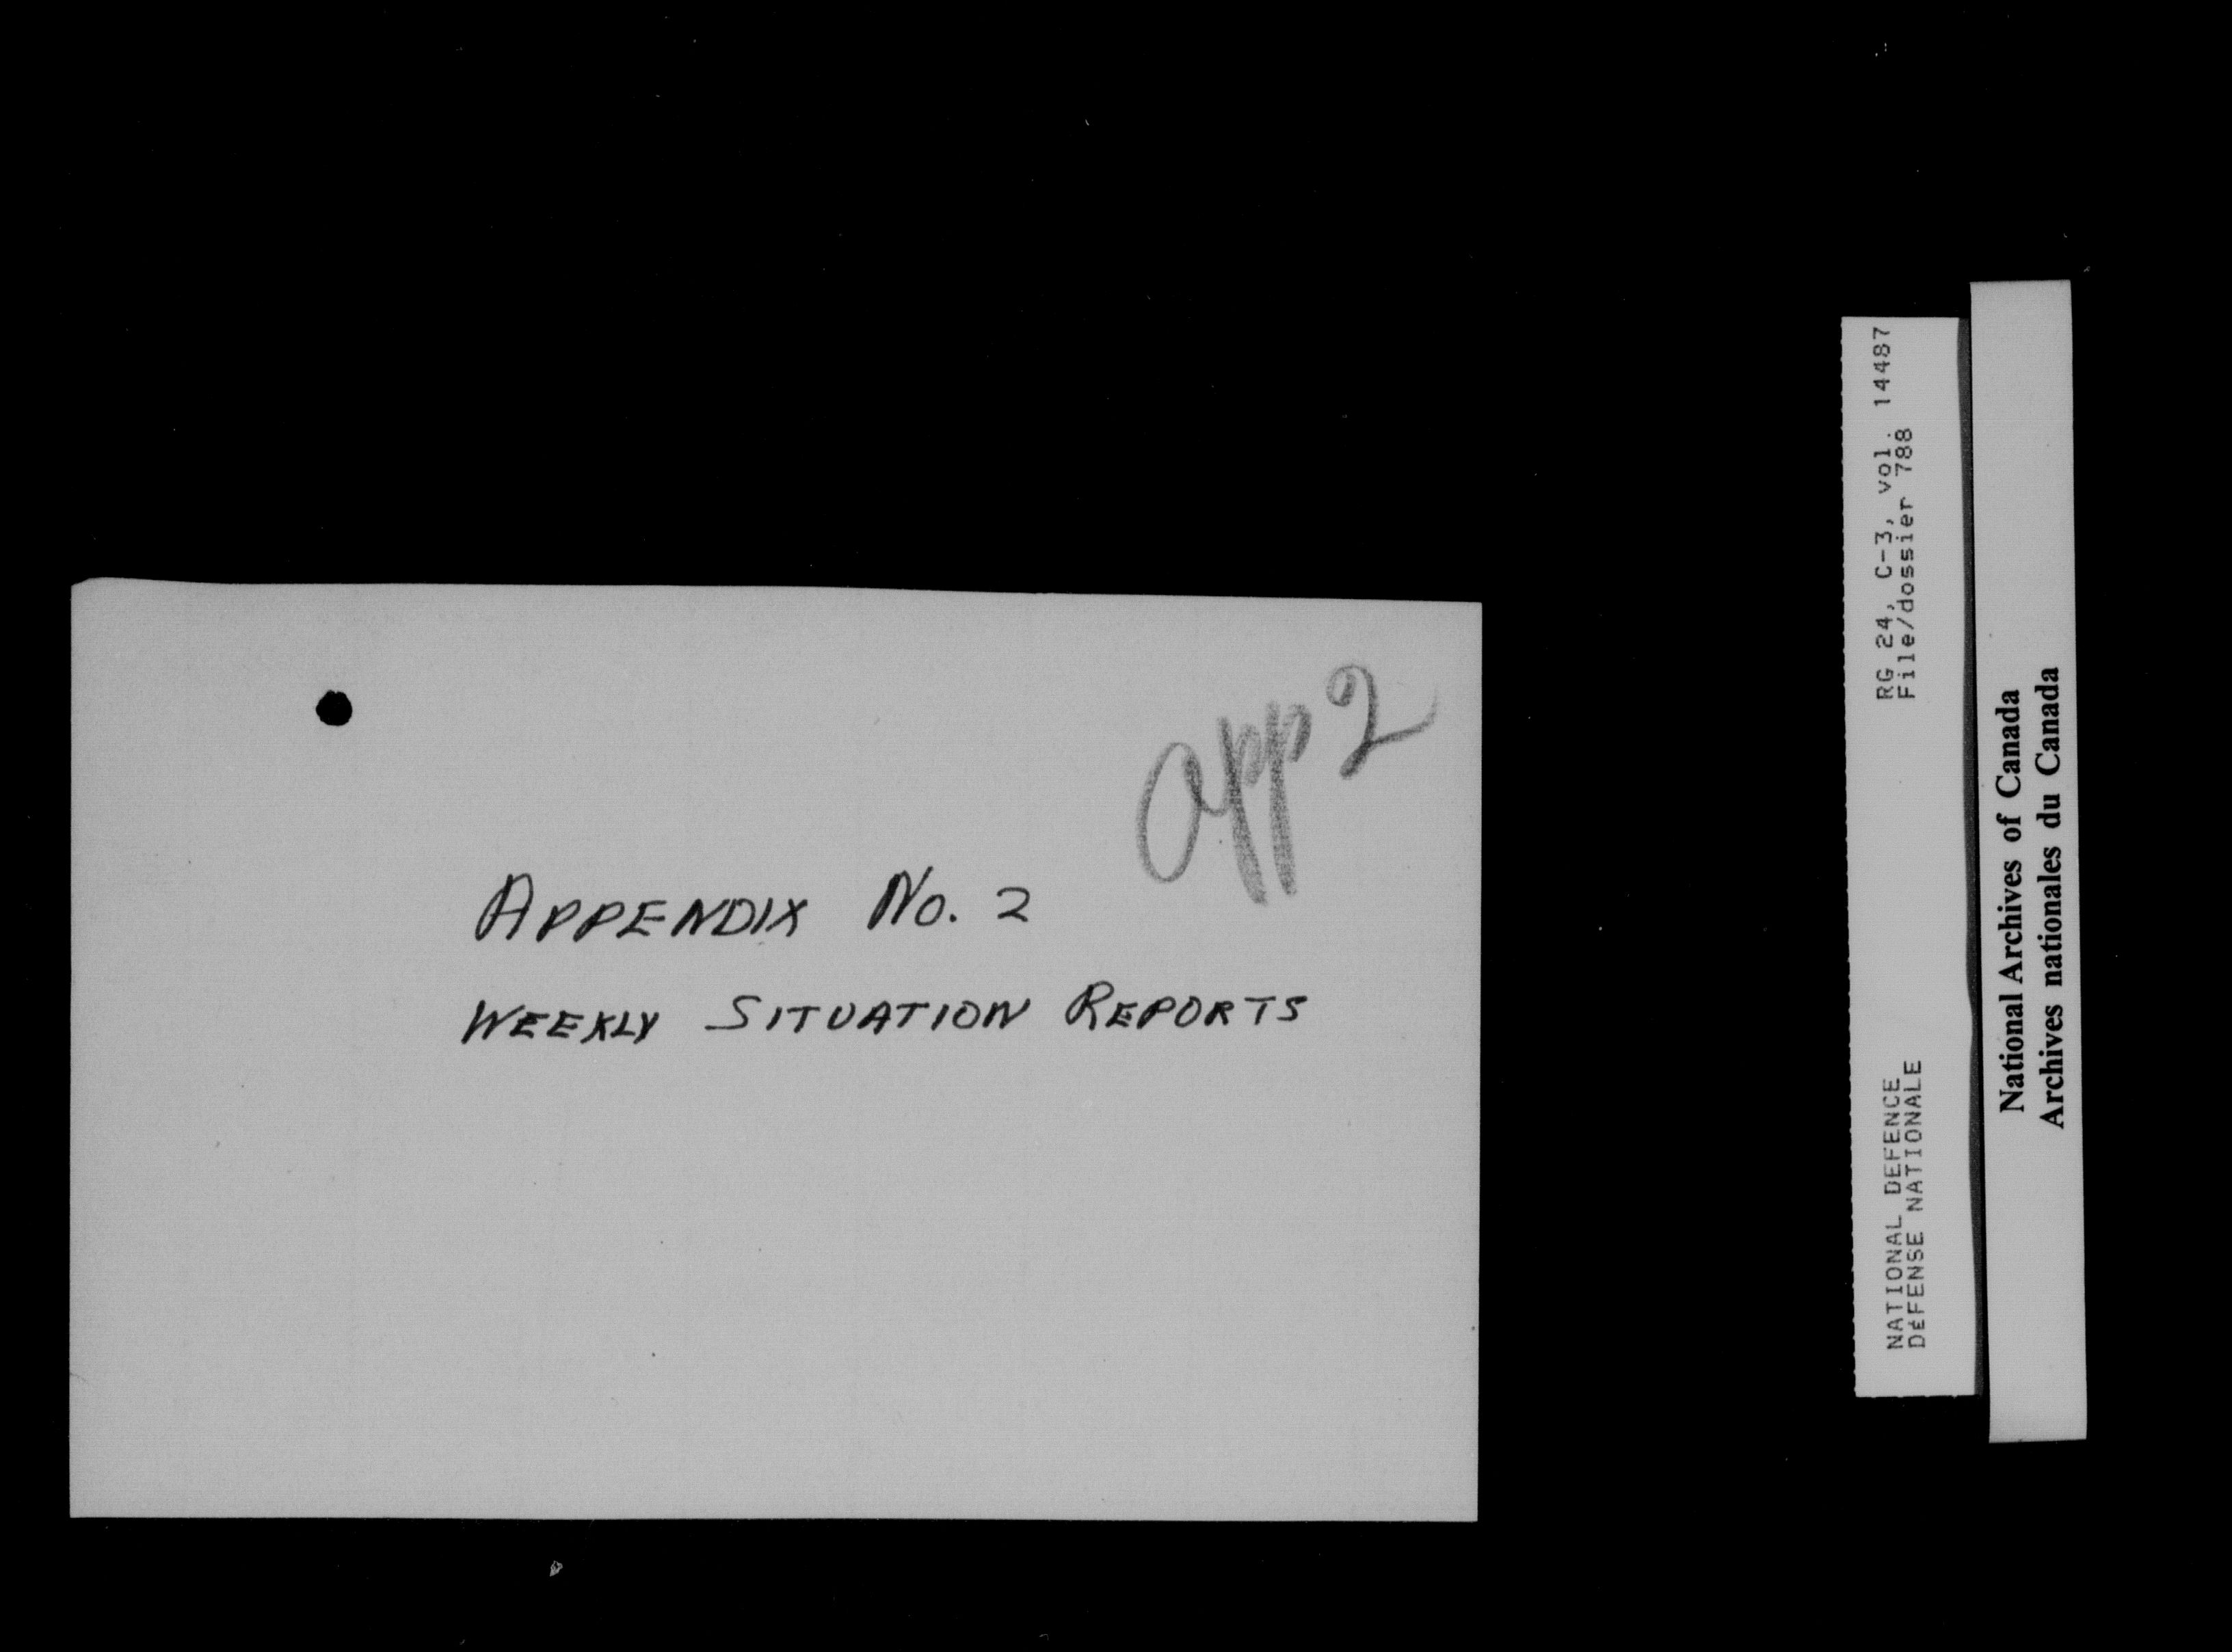 app 2
APPENDIX No. 2
WEEKLY SITUATION REPORTS
NATIONAL DEFENCE RG 24, C-3, vol. 14487
DÉFENSE NATIONALE File/dossier 788
National Archives of Canada
Archives nationales du Canada